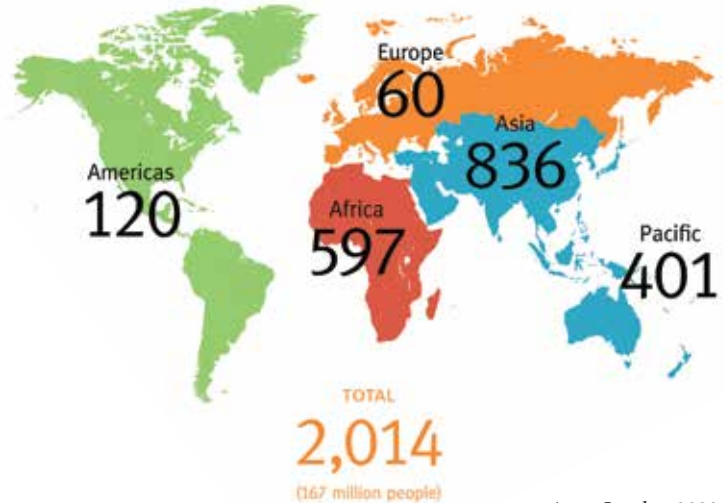 Europe
60
Asia
836
Americas
120
Africa
597
Pacific
401
TOTAL
2,014
(167 million people)